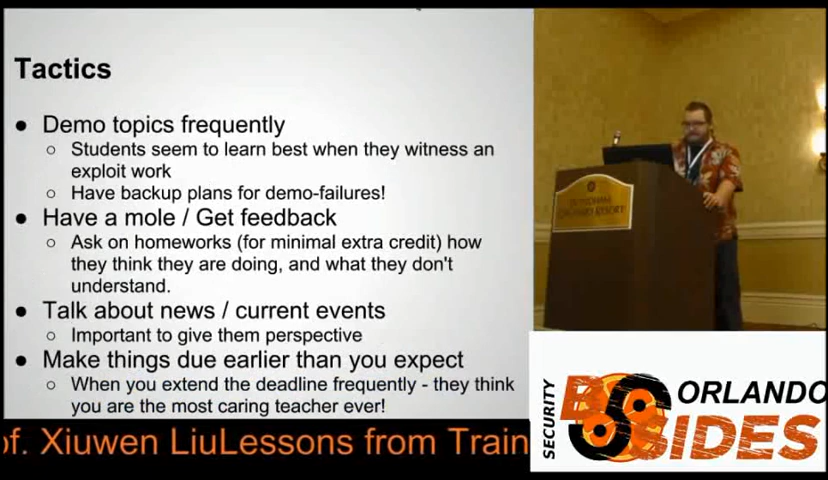 Tactics
● Demo topics frequently
○ Students seem to learn best when they witness an
exploit work
○ Have backup plans for demo-failures!
● Have a mole / Get feedback
○ Ask on homeworks (for minimal extra credit) how
they think they are doing, and what they don't
understand.
● Talk about news / current events
○ Important to give them perspective
● Make things due earlier than you expect
○ When you extend the deadline frequently - they think
you are the most caring teacher ever!
of. Xiuwen LiuLessons from Train
SECURITY
BSIDES
ORLANDO